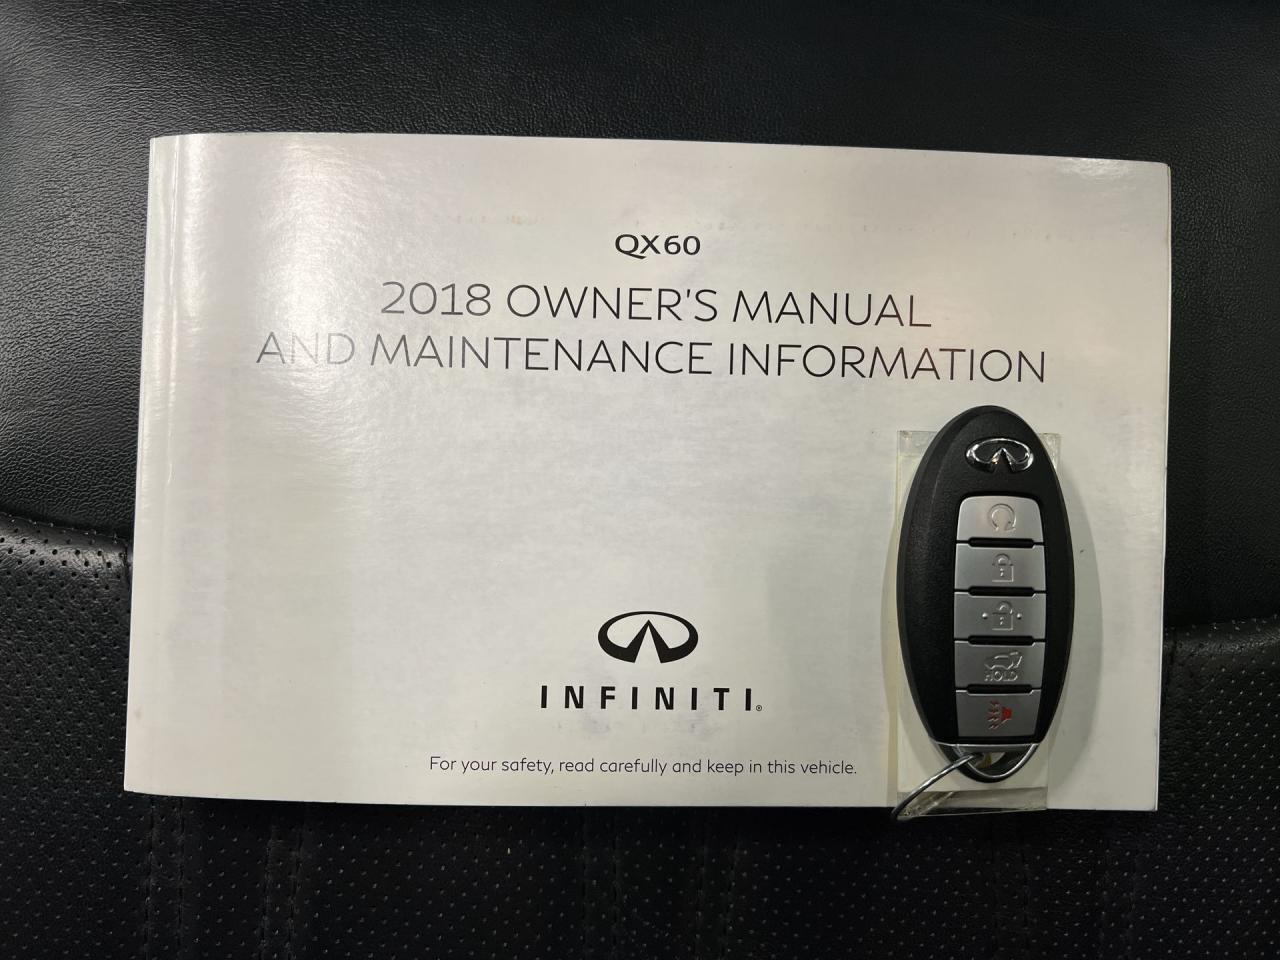 QX60
2018 OWNER'S MANUAL
AND MAINTENANCE INFORMATION
HOLD
INFINITI®
For your safety, read carefully and keep in this vehicle.